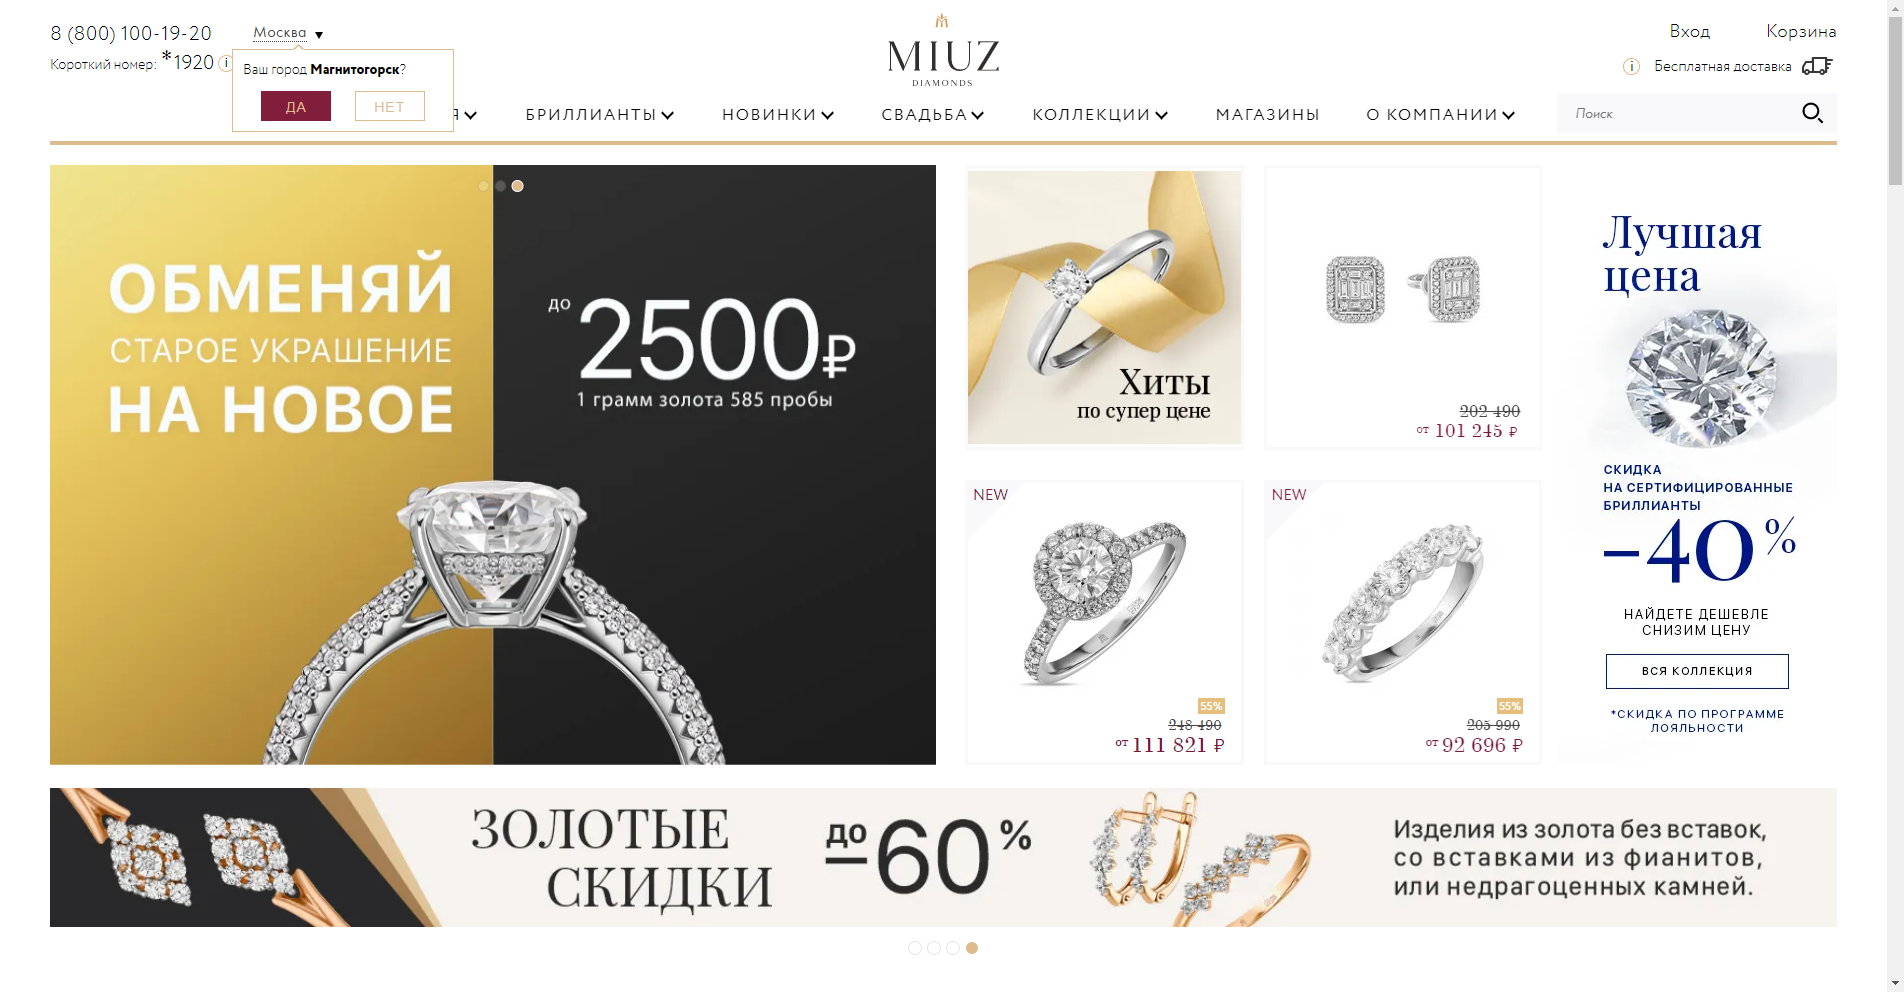 8 (800) 100-19-20
Москва
Короткий номер: *1920
Ваш город Магнитогорск?
ДА
НЕТ
MIUZ
DIAMONDS
Вход
Корзина
Бесплатная доставка
Я
БРИЛЛИАНТЫ
НОВИНКИ
СВАДЬБА
КОЛЛЕКЦИИ
МАГАЗИНЫ
О КОМПАНИИ
Поиск
ОБМЕНЯЙ
СТАРОЕ УКРАШЕНИЕ
НА НОВОЕ
до 2500₽
1 грамм золота 585 пробы
Хиты
по супер цене
202 490
от 101 245 ₽
NEW
55%
248 490
от 111 821 ₽
NEW
55%
205 990
от 92 696 ₽
Лучшая
цена
СКИДКА
НА СЕРТИФИЦИРОВАННЫЕ
БРИЛЛИАНТЫ
–40%
НАЙДЕТЕ ДЕШЕВЛЕ
СНИЗИМ ЦЕНУ
ВСЯ КОЛЛЕКЦИЯ
*СКИДКА ПО ПРОГРАММЕ
ЛОЯЛЬНОСТИ
ЗОЛОТЫЕ
СКИДКИ
до –60%
Изделия из золота без вставок,
со вставками из фианитов,
или недрагоценных камней.